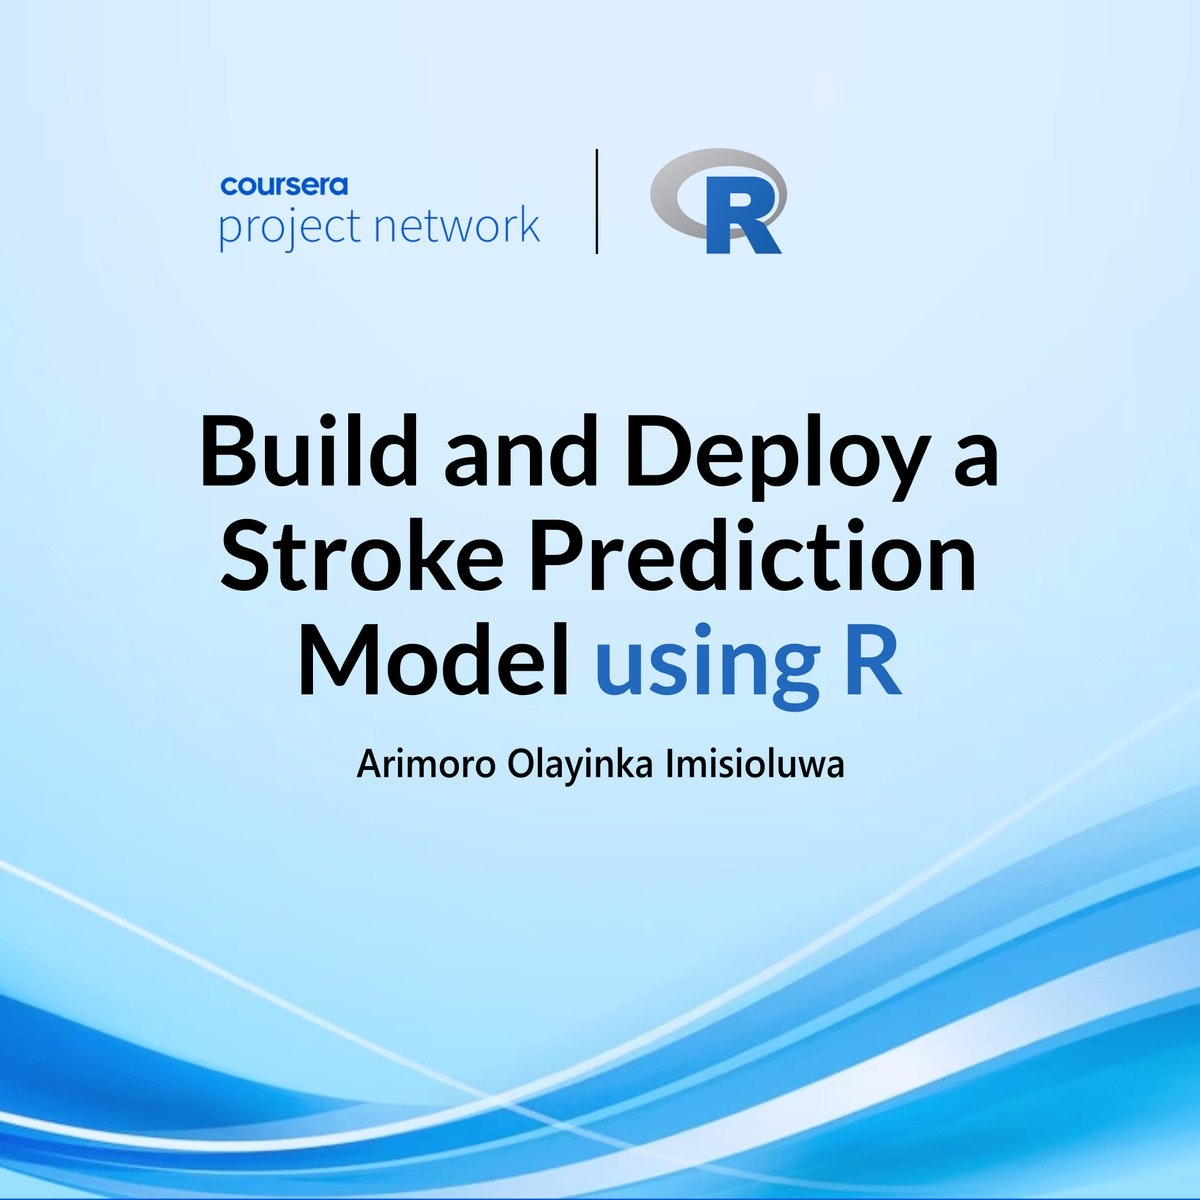 coursera
project network
R
Build and Deploy a
Stroke Prediction
Model using R
Arimoro Olayinka Imisioluwa